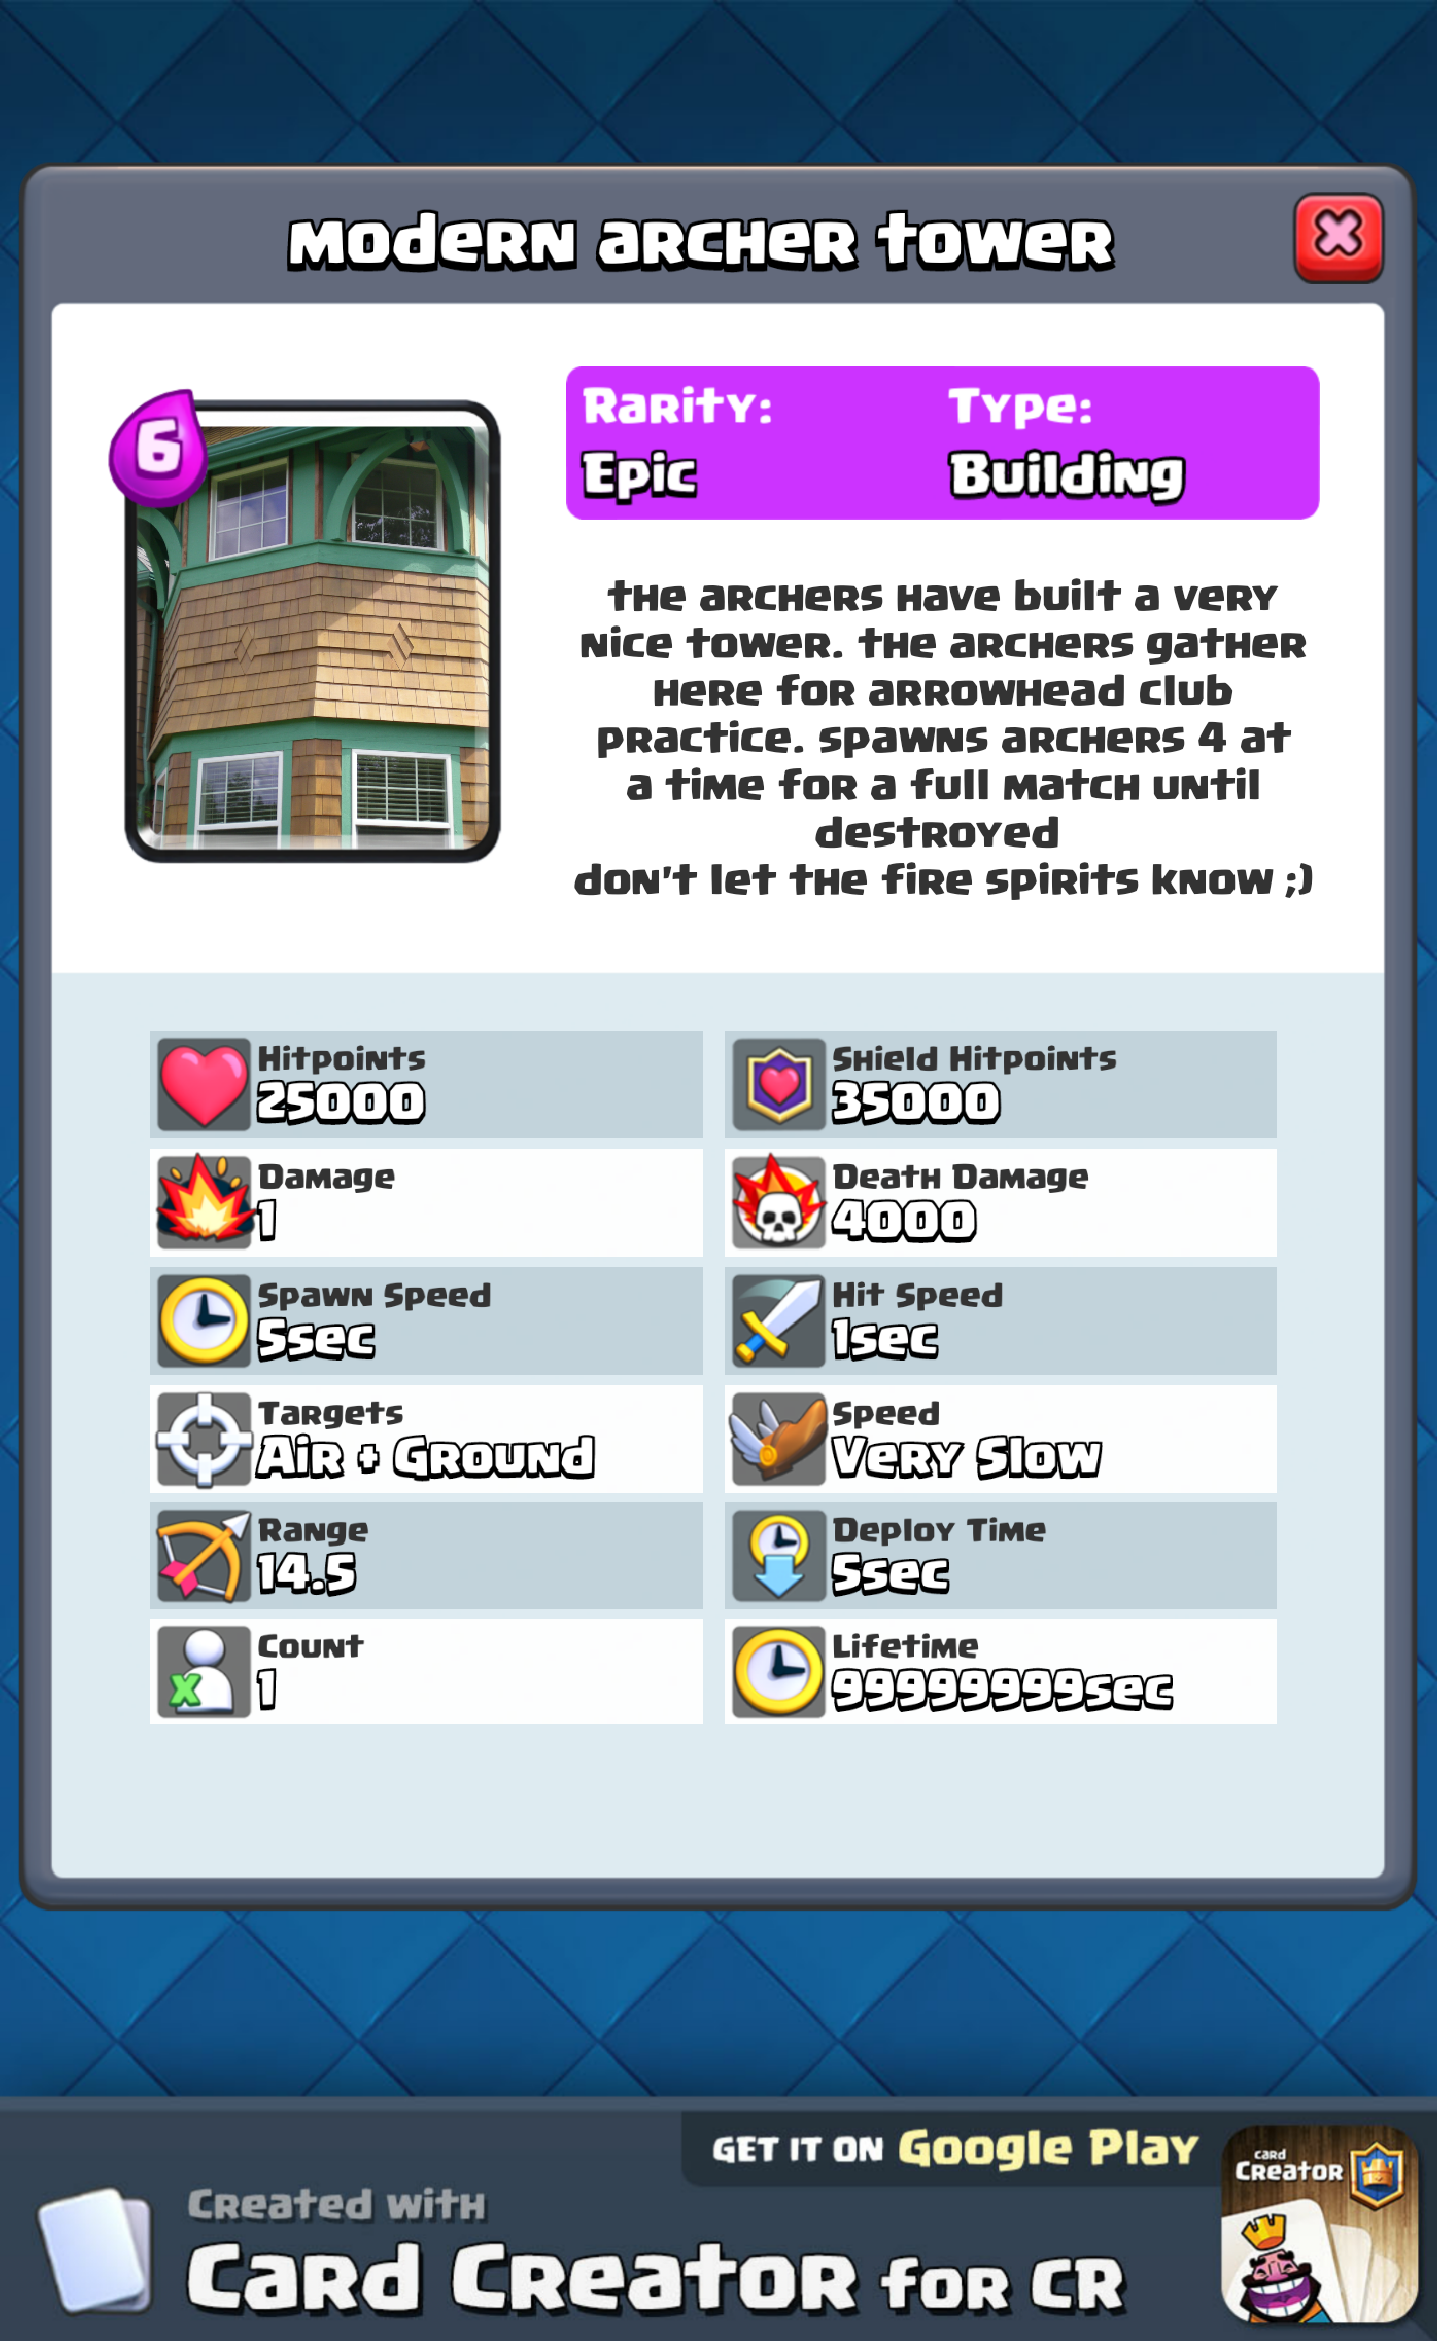 Modern archer tower
6
Rarity:
Type:
Epic
Building
the archers have built a very
nice tower. the archers gather
here for arrowhead club
practice. spawns archers 4 at
a time for a full match until
destroyed
don't let the fire spirits know ;)
Hitpoints
25000
Shield Hitpoints
35000
Damage
1
Death Damage
4000
Spawn Speed
5sec
Hit Speed
1sec
Targets
Air + Ground
Speed
Very Slow
Range
14.5
Deploy Time
5sec
Count
1
Lifetime
99999999sec
GET IT ON Google Play
Created with
Card Creator for CR
card
Creator